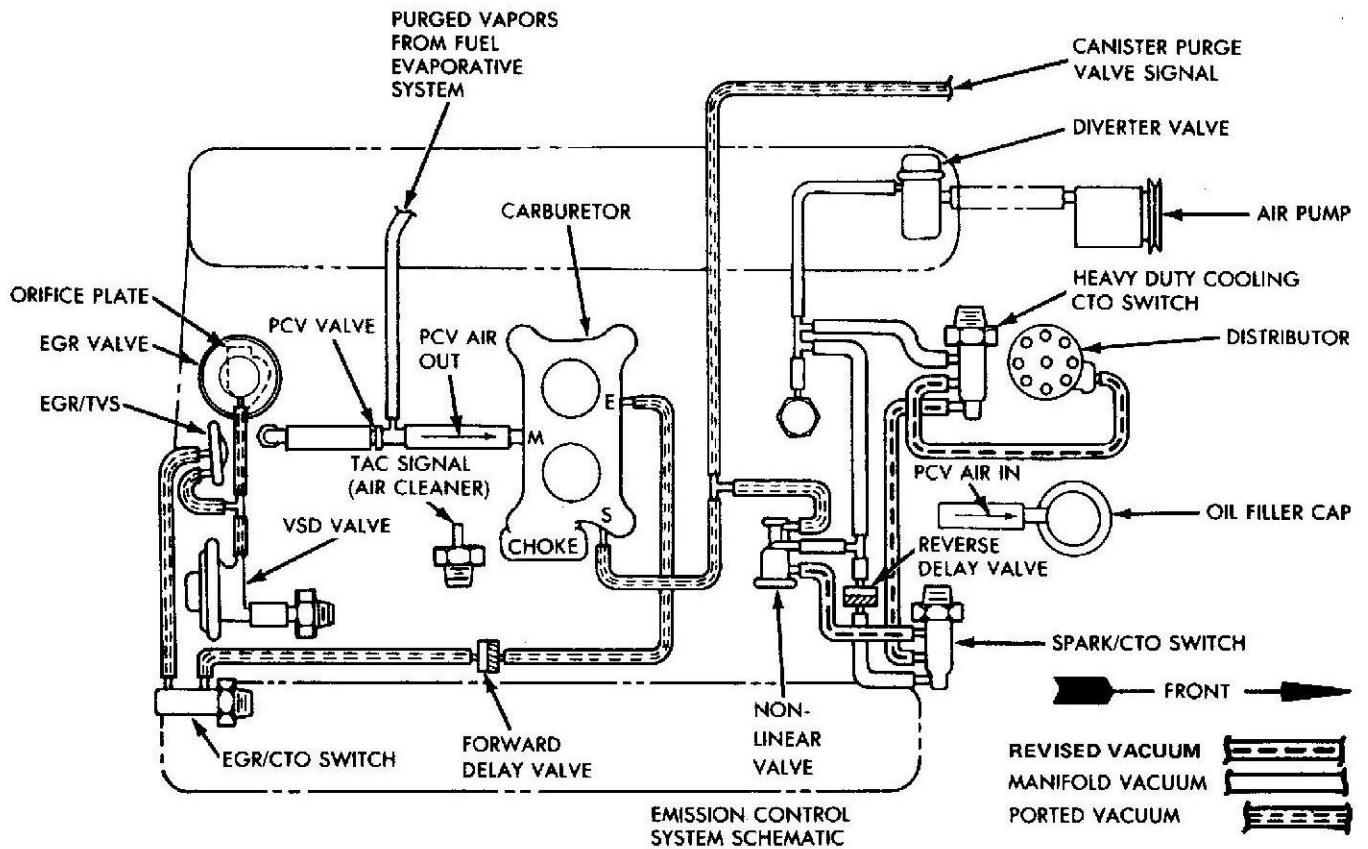 PURGED VAPORS
FROM FUEL
EVAPORATIVE
SYSTEM
CANISTER PURGE
VALVE SIGNAL
DIVERTER VALVE
CARBURETOR
AIR PUMP
HEAVY DUTY COOLING
CTO SWITCH
ORIFICE PLATE
PCV VALVE
PCV AIR
OUT
DISTRIBUTOR
EGR VALVE
EGR/TVS
E
M
TAC SIGNAL
(AIR CLEANER)
PCV AIR IN
S
OIL FILLER CAP
VSD VALVE
CHOKE
REVERSE
DELAY VALVE
SPARK/CTO SWITCH
FRONT
NON-
LINEAR
VALVE
FORWARD
DELAY VALVE
EGR/CTO SWITCH
REVISED VACUUM
MANIFOLD VACUUM
PORTED VACUUM
EMISSION CONTROL
SYSTEM SCHEMATIC